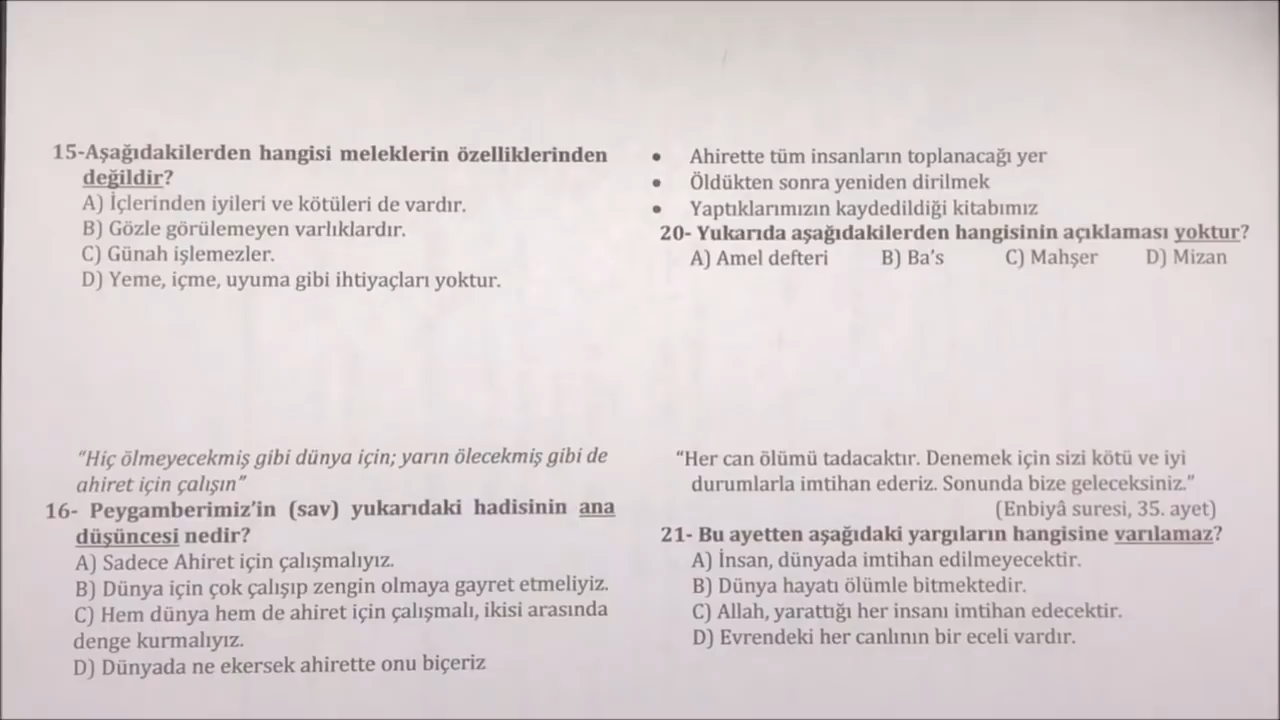 15-Aşağıdakilerden hangisi meleklerin özelliklerinden
değildir?
A) İçlerinden iyileri ve kötüleri de vardır.
B) Gözle görülemeyen varlıklardır.
C) Günah işlemezler.
D) Yeme, içme, uyuma gibi ihtiyaçları yoktur.
"Hiç ölmeyecekmiş gibi dünya için; yarın ölecekmiş gibi de
ahiret için çalışın"
16- Peygamberimiz'in (sav) yukarıdaki hadisinin ana
düşüncesi nedir?
A) Sadece Ahiret için çalışmalıyız.
B) Dünya için çok çalışıp zengin olmaya gayret etmeliyiz.
C) Hem dünya hem de ahiret için çalışmalı, ikisi arasında
denge kurmalıyız.
D) Dünyada ne ekersek ahirette onu biçeriz
• Ahirette tüm insanların toplanacağı yer
• Öldükten sonra yeniden dirilmek
• Yaptıklarımızın kaydedildiği kitabımız
20- Yukarıda aşağıdakilerden hangisinin açıklaması yoktur?
A) Amel defteri B) Ba's C) Mahşer D) Mizan
"Her can ölümü tadacaktır. Denemek için sizi kötü ve iyi
durumlarla imtihan ederiz. Sonunda bize geleceksiniz."
(Enbiyâ suresi, 35. ayet)
21- Bu ayetten aşağıdaki yargıların hangisine varılamaz?
A) İnsan, dünyada imtihan edilmeyecektir.
B) Dünya hayatı ölümle bitmektedir.
C) Allah, yarattığı her insanı imtihan edecektir.
D) Evrendeki her canlının bir eceli vardır.